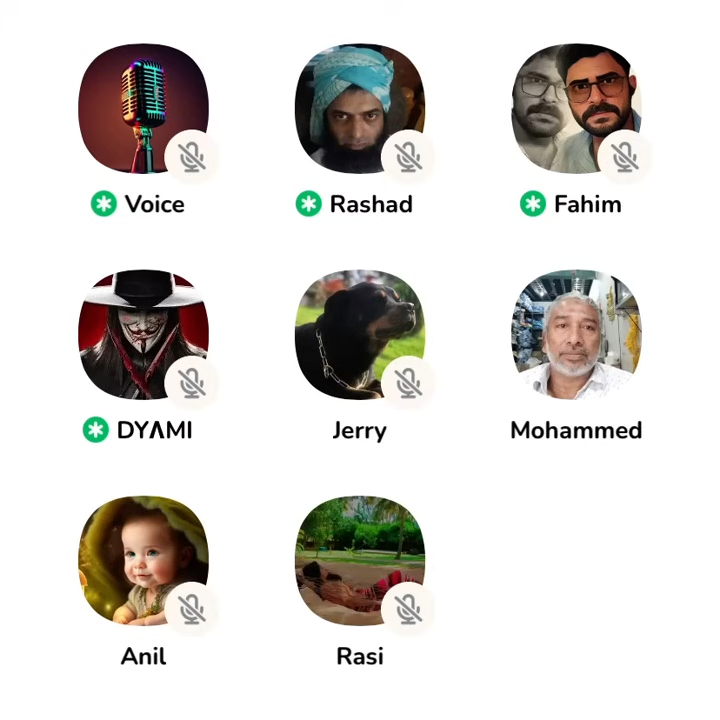 Voice
Rashad
Fahim
DYΛMI
Jerry
Mohammed
Anil
Rasi